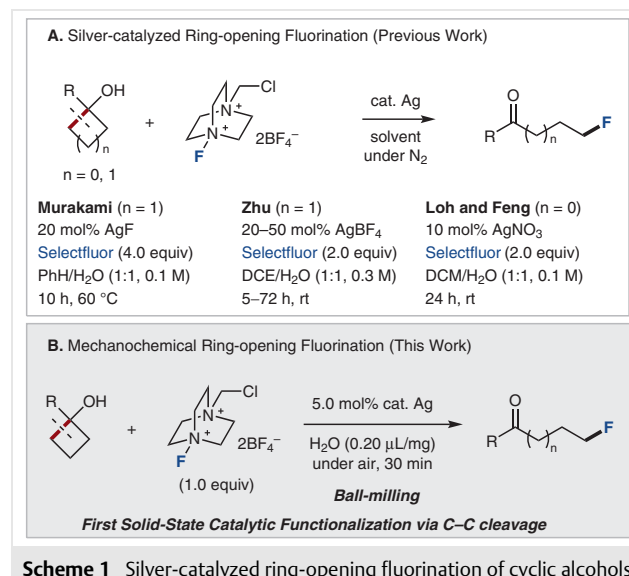 A. Silver-catalyzed Ring-opening Fluorination (Previous Work)
R OH
( )n
n = 0, 1
+
Cl
N+
N+
F
2BF4–
cat. Ag
solvent
under N2
O
R ( )n F
Murakami (n = 1)
20 mol% AgF
Selectfluor (4.0 equiv)
PhH/H2O (1:1, 0.1 M)
10 h, 60 °C
Zhu (n = 1)
20–50 mol% AgBF4
Selectfluor (2.0 equiv)
DCE/H2O (1:1, 0.3 M)
5–72 h, rt
Loh and Feng (n = 0)
10 mol% AgNO3
Selectfluor (2.0 equiv)
DCM/H2O (1:1, 0.1 M)
24 h, rt
B. Mechanochemical Ring-opening Fluorination (This Work)
R OH
+
Cl
N+
N+
F
2BF4–
(1.0 equiv)
5.0 mol% cat. Ag
H2O (0.20 μL/mg)
under air, 30 min
Ball-milling
O
R ( )n F
First Solid-State Catalytic Functionalization via C–C cleavage
Scheme 1 Silver-catalyzed ring-opening fluorination of cyclic alcohols